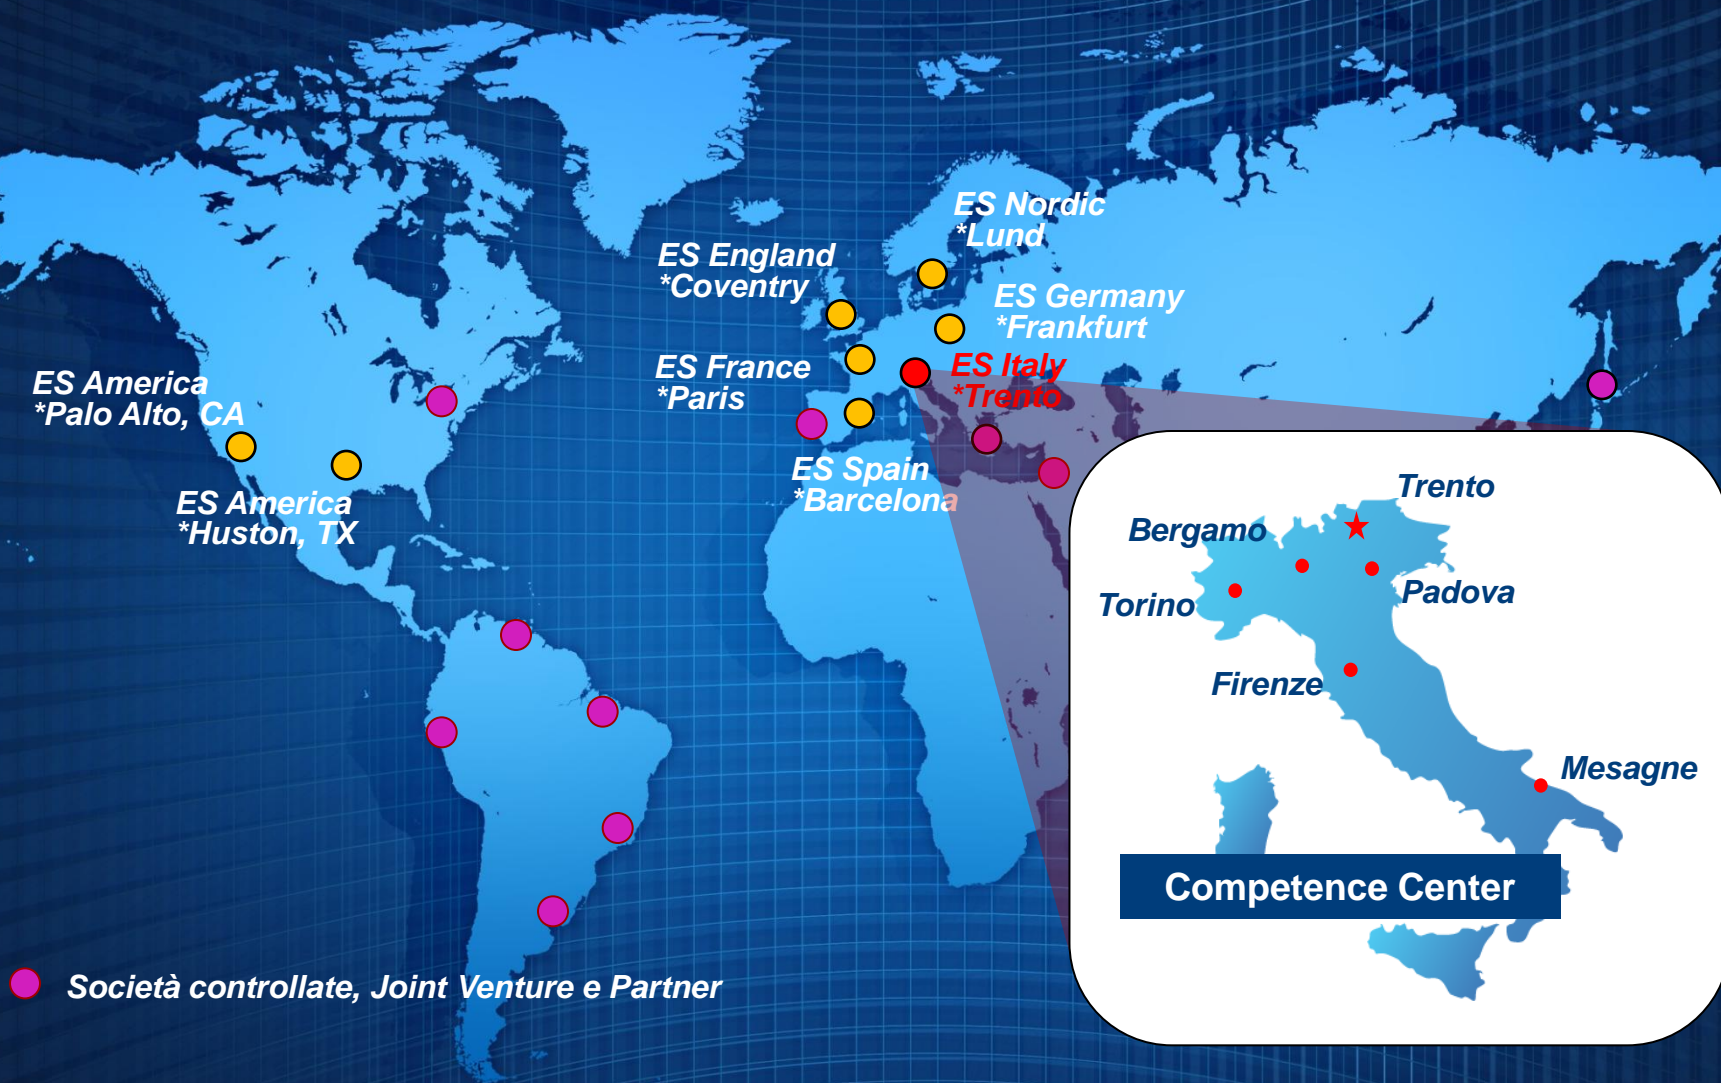 ES Nordic
*Lund
ES England
*Coventry
ES Germany
*Frankfurt
ES France
*Paris
ES Italy
*Trento
ES America
*Palo Alto, CA
ES Spain
*Barcelona
ES America
*Huston, TX
Trento
Bergamo
Padova
Torino
Firenze
Mesagne
Competence Center
Società controllate, Joint Venture e Partner